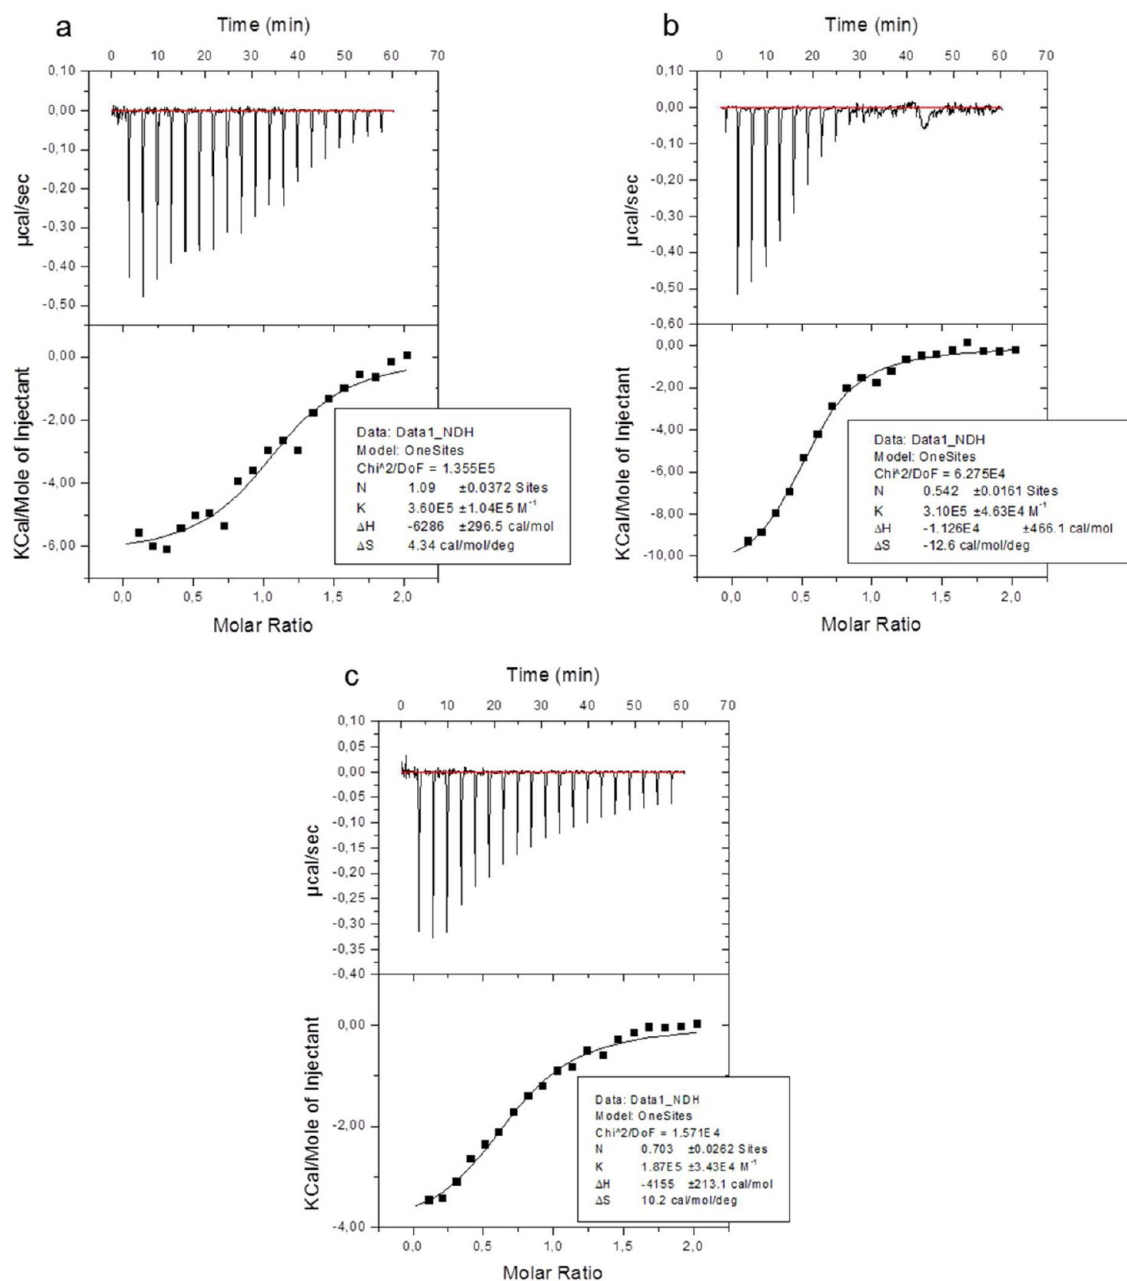 a
Time (min)
0 10 20 30 40 50 60 70
0,10
0,00
-0,10
-0,20
-0,30
-0,40
-0,50
µcal/sec
0,00
-2,00
-4,00
-6,00
KCal/Mole of Injectant
Data: Data1_NDH
Model: OneSites
Chi^2/DoF = 1.355E5
N 1.09 ±0.0372 Sites
K 3.60E5 ±1.04E5 M⁻¹
ΔH -6286 ±296.5 cal/mol
ΔS 4.34 cal/mol/deg
0,0 0,5 1,0 1,5 2,0
Molar Ratio
b
Time (min)
0 10 20 30 40 50 60 70
0,10
0,00
-0,10
-0,20
-0,30
-0,40
-0,50
-0,60
µcal/sec
0,00
-2,00
-4,00
-6,00
-8,00
-10,00
KCal/Mole of Injectant
Data: Data1_NDH
Model: OneSites
Chi^2/DoF = 6.275E4
N 0.542 ±0.0161 Sites
K 3.10E5 ±4.63E4 M⁻¹
ΔH -1.126E4 ±466.1 cal/mol
ΔS -12.6 cal/mol/deg
0,0 0,5 1,0 1,5 2,0
Molar Ratio
c
Time (min)
0 10 20 30 40 50 60 70
0,10
0,05
0,00
-0,05
-0,10
-0,15
-0,20
-0,25
-0,30
-0,35
-0,40
µcal/sec
0,00
-2,00
-4,00
KCal/Mole of Injectant
Data: Data1_NDH
Model: OneSites
Chi^2/DoF = 1.571E4
N 0.703 ±0.0262 Sites
K 1.87E5 ±3.43E4 M⁻¹
ΔH -4155 ±213.1 cal/mol
ΔS 10.2 cal/mol/deg
0,0 0,5 1,0 1,5 2,0
Molar Ratio